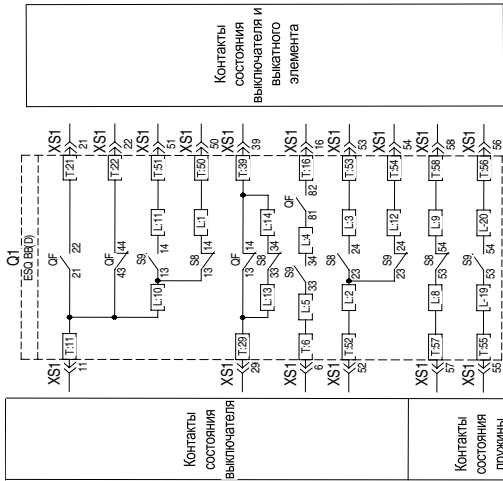 Q1
ESQ ВВ(D)
Контакты
состояния
выключателя и
выкатного
элемента
XS1 11 T:11 QF 21 22 T:21 XS1 21
QF 43 44 T:22 XS1 22
L:10 S9 13 14 L:11 T:51 XS1 51
S8 13 14 L:1 T:50 XS1 50
XS1 29 T:29 QF 13 14 T:39 XS1 39
L:13 S8 33 34 L:14
XS1 6 T:6 L:5 S9 33 34 L:4 QF 81 82 T:16 XS1 16
XS1 52 T:52 L:2 S8 23 24 L:3 T:53 XS1 53
S9 23 24 L:12 T:54 XS1 54
XS1 57 T:57 L:8 S8 53 54 L:9 T:58 XS1 58
XS1 55 T:55 L-19 S9 53 54 L-20 T:56 XS1 56
Контакты
состояния
выключателя
Контакты
состояния
пружины